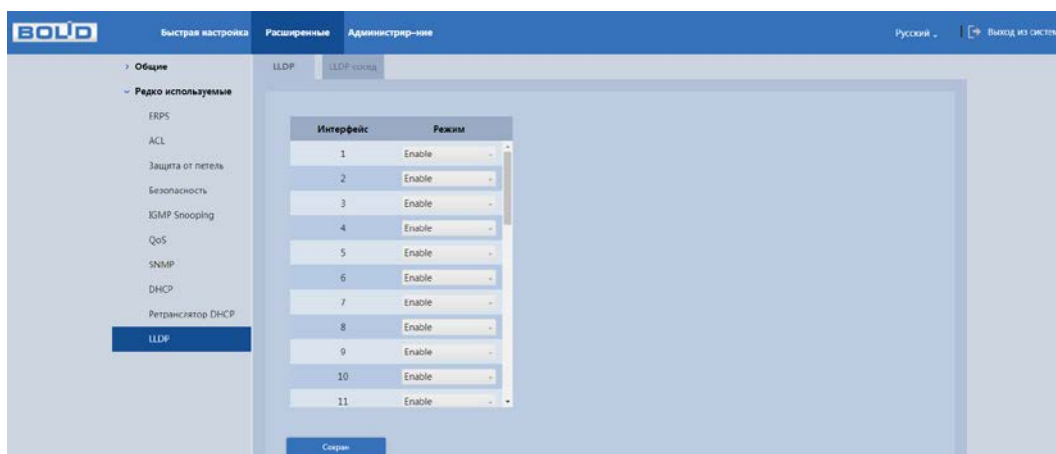 BOLID Быстрая настройка Расширенные Администрир–ние Русский Выход из систем
Общие
Редко используемые
ERPS
ACL
Защита от петель
Безопасность
IGMP Snooping
QoS
SNMP
DHCP
Ретранслятор DHCP
LLDP
LLDP LLDP сосед
Интерфейс Режим
1 Enable
2 Enable
3 Enable
4 Enable
5 Enable
6 Enable
7 Enable
8 Enable
9 Enable
10 Enable
11 Enable
Сохран